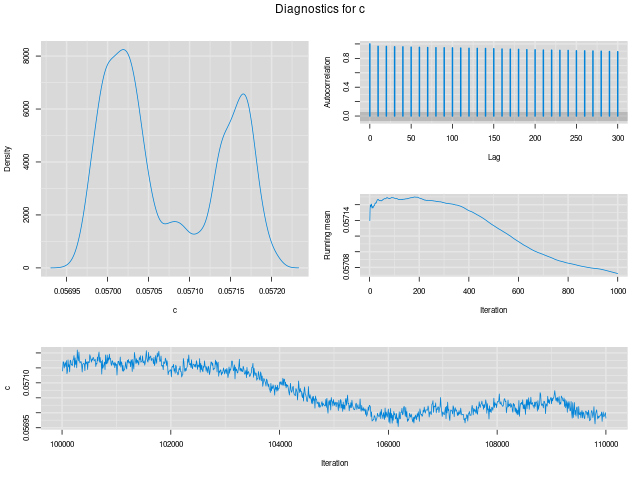 Diagnostics for c
Density
8000
6000
4000
2000
0
0.05695 0.05700 0.05705 0.05710 0.05715 0.05720
c
Autocorrelation
0.8
0.4
0.0
0 50 100 150 200 250 300
Lag
Running mean
0.05714
0.05708
0 200 400 600 800 1000
Iteration
c
0.05710
0.05695
100000 102000 104000 106000 108000 110000
Iteration